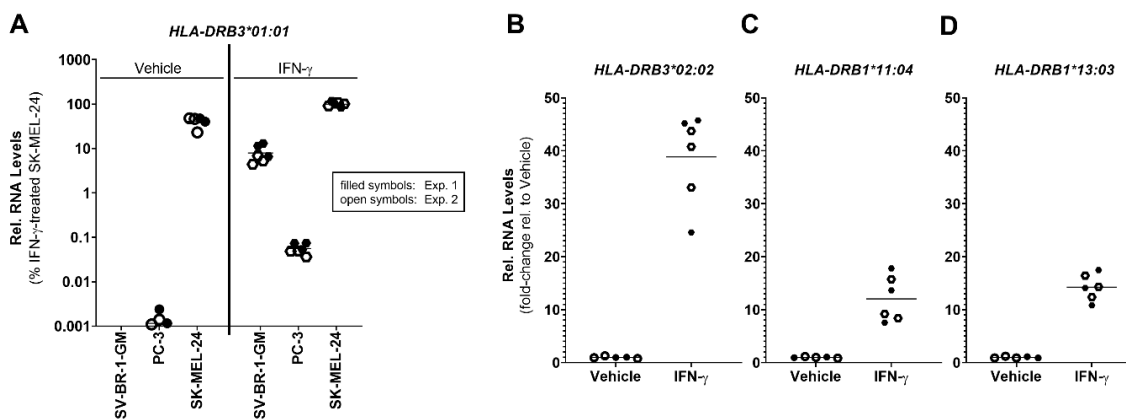 A
HLA-DRB3*01:01
Vehicle
IFN-γ
Rel. RNA Levels
(% IFN-γ-treated SK-MEL-24)
1000
100
10
1
0.1
0.01
0.001
SV-BR-1-GM
PC-3
SK-MEL-24
SV-BR-1-GM
PC-3
SK-MEL-24
filled symbols: Exp. 1
open symbols: Exp. 2
B
HLA-DRB3*02:02
Rel. RNA Levels
(fold-change rel. to Vehicle)
50
40
30
20
10
0
Vehicle
IFN-γ
C
HLA-DRB1*11:04
50
40
30
20
10
0
Vehicle
IFN-γ
D
HLA-DRB1*13:03
50
40
30
20
10
0
Vehicle
IFN-γ